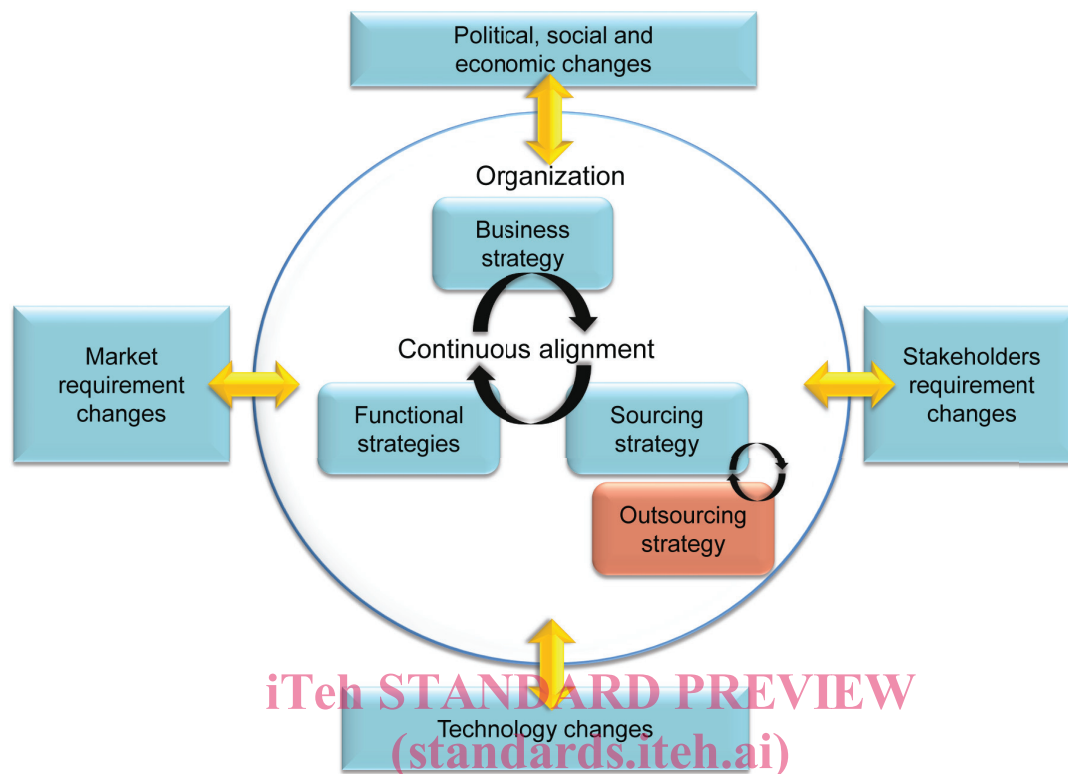 Political, social and
economic changes
Organization
Business
strategy
Continuous alignment
Market
requirement
changes
Stakeholders
requirement
changes
Functional
strategies
Sourcing
strategy
Outsourcing
strategy
iTeh STANDARD PREVIEW
Technology changes
(standards.iteh.ai)